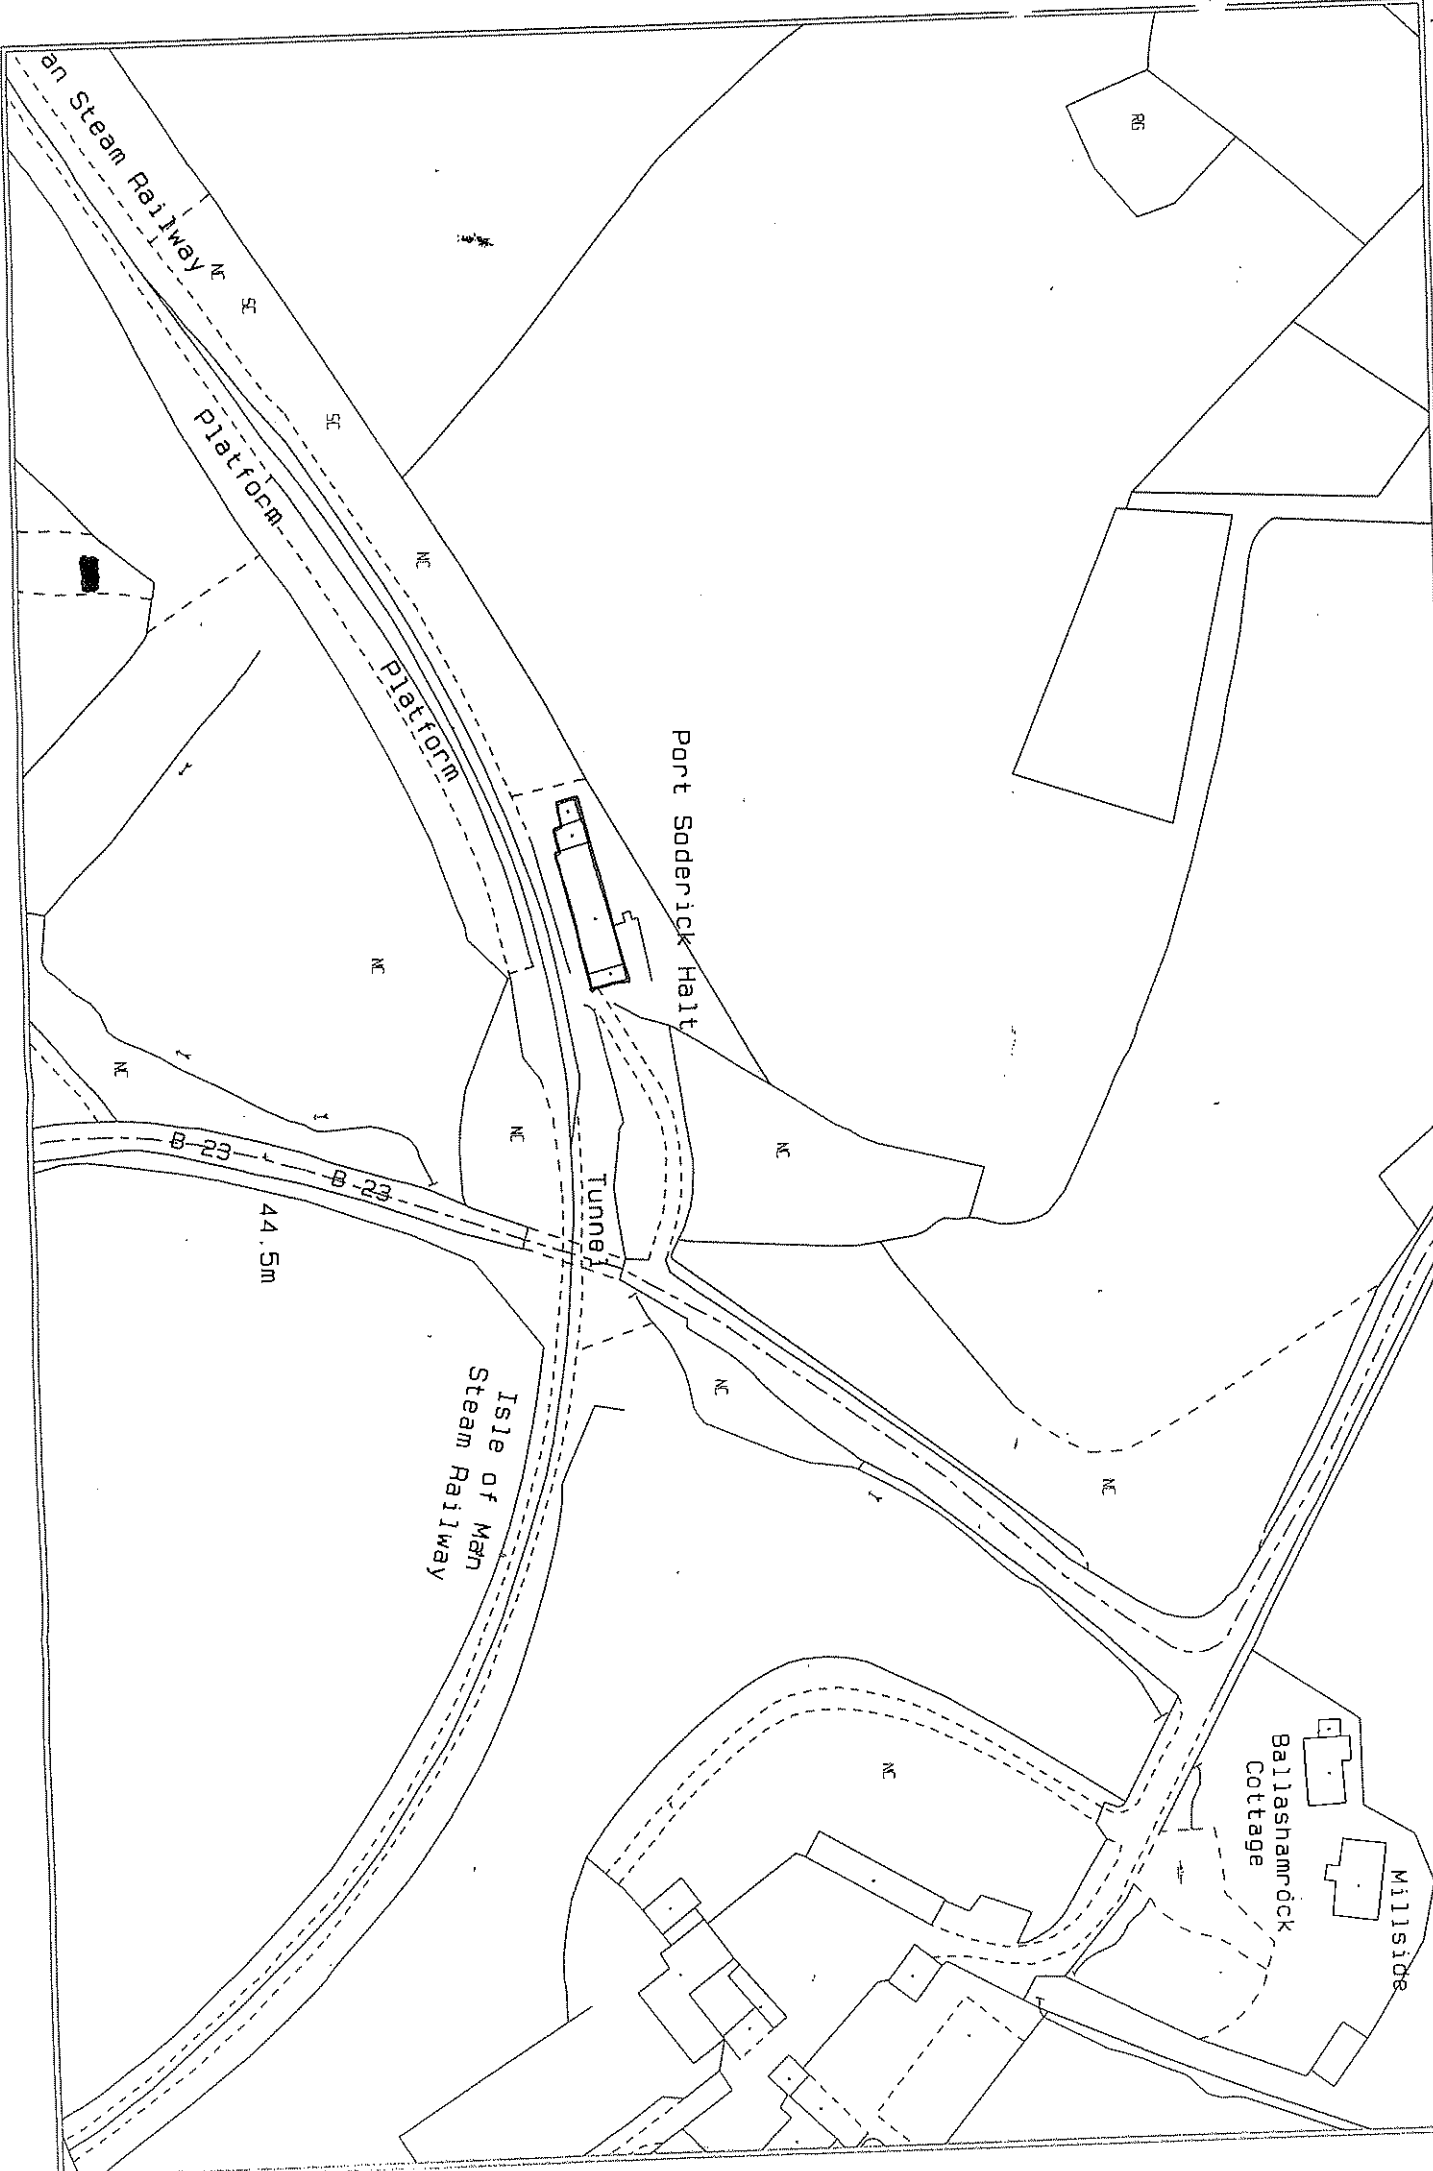 RG
an Steam Railway
NC
SC
SC
Platform
NC
Platform
Port Soderick Halt
NC
NC
NC
NC
B 23
B 23
Tunnel
44.5m
NC
Isle of Man
Steam Railway
NC
NC
Ballashamrock
Cottage
Millside